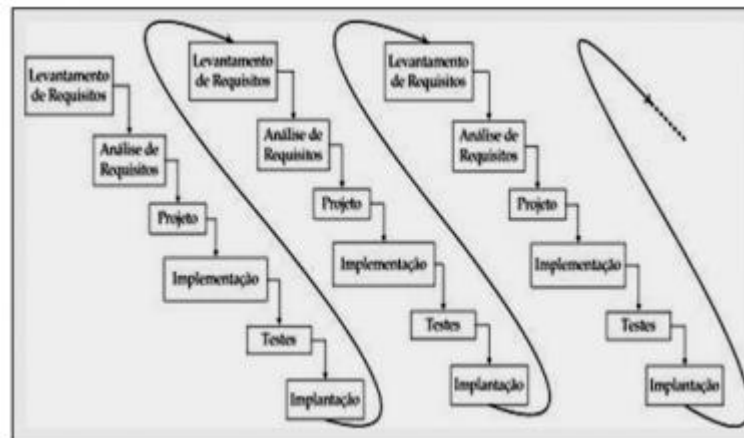 Levantamento
de Requisitos
Análise de
Requisitos
Projeto
Implementação
Testes
Implantação
Levantamento
de Requisitos
Análise de
Requisitos
Projeto
Implementação
Testes
Implantação
Levantamento
de Requisitos
Análise de
Requisitos
Projeto
Implementação
Testes
Implantação